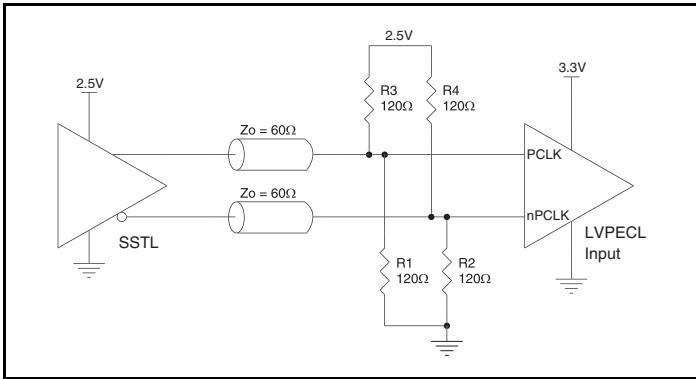 2.5V
3.3V
2.5V
R3
120Ω
R4
120Ω
Zo = 60Ω
PCLK
Zo = 60Ω
nPCLK
SSTL
LVPECL
Input
R1
120Ω
R2
120Ω